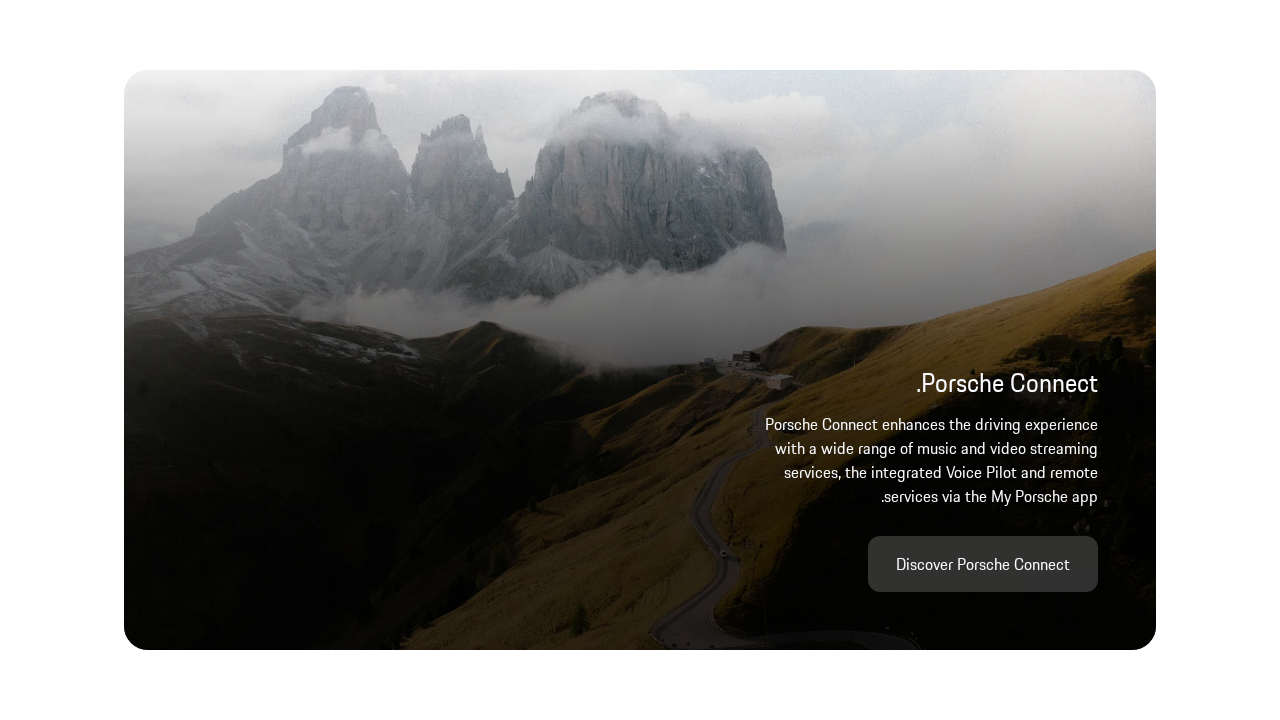 .Porsche Connect
Porsche Connect enhances the driving experience
with a wide range of music and video streaming
services, the integrated Voice Pilot and remote
.services via the My Porsche app
Discover Porsche Connect